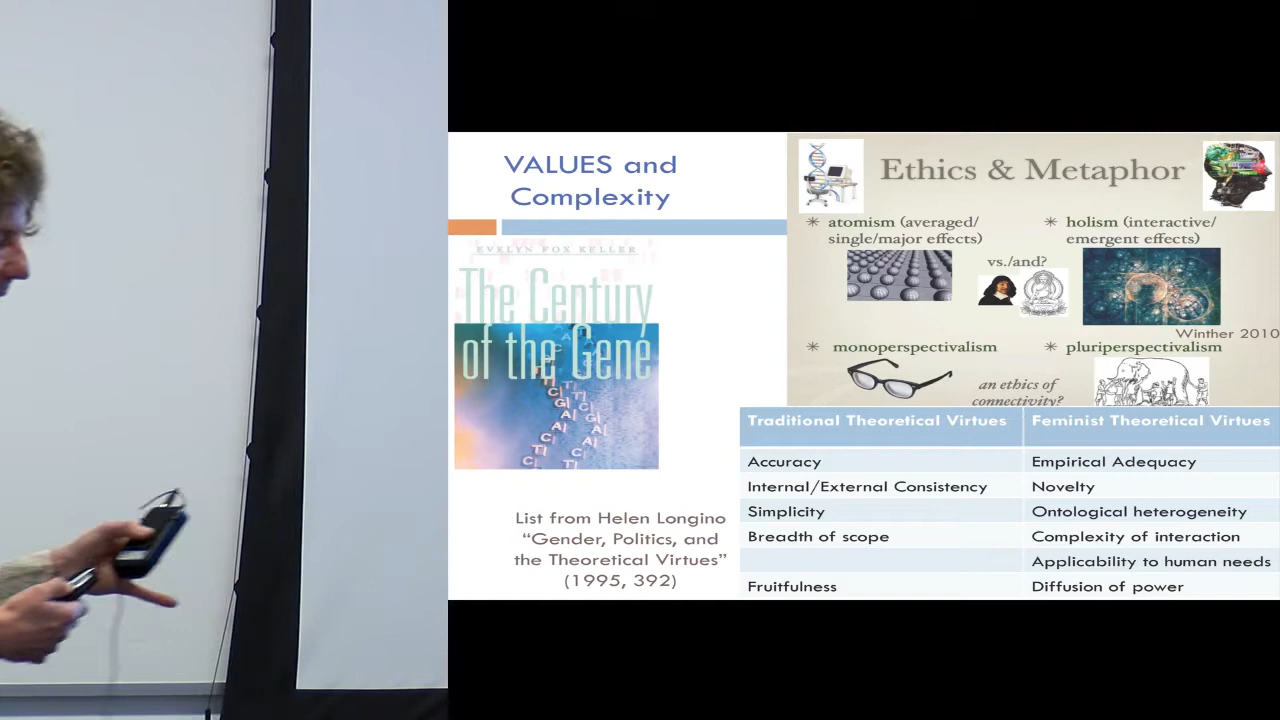 VALUES and
Complexity
EVELYN FOX KELLER
The Century
of the Gene
List from Helen Longino
“Gender, Politics, and
the Theoretical Virtues”
(1995, 392)
Ethics & Metaphor
* atomism (averaged/
single/major effects)
* holism (interactive/
emergent effects)
vs./and?
Winther 2010
* monoperspectivalism
* pluriperspectivalism
an ethics of
connectivity?
Traditional Theoretical Virtues Feminist Theoretical Virtues
Accuracy Empirical Adequacy
Internal/External Consistency Novelty
Simplicity Ontological heterogeneity
Breadth of scope Complexity of interaction
Applicability to human needs
Fruitfulness Diffusion of power